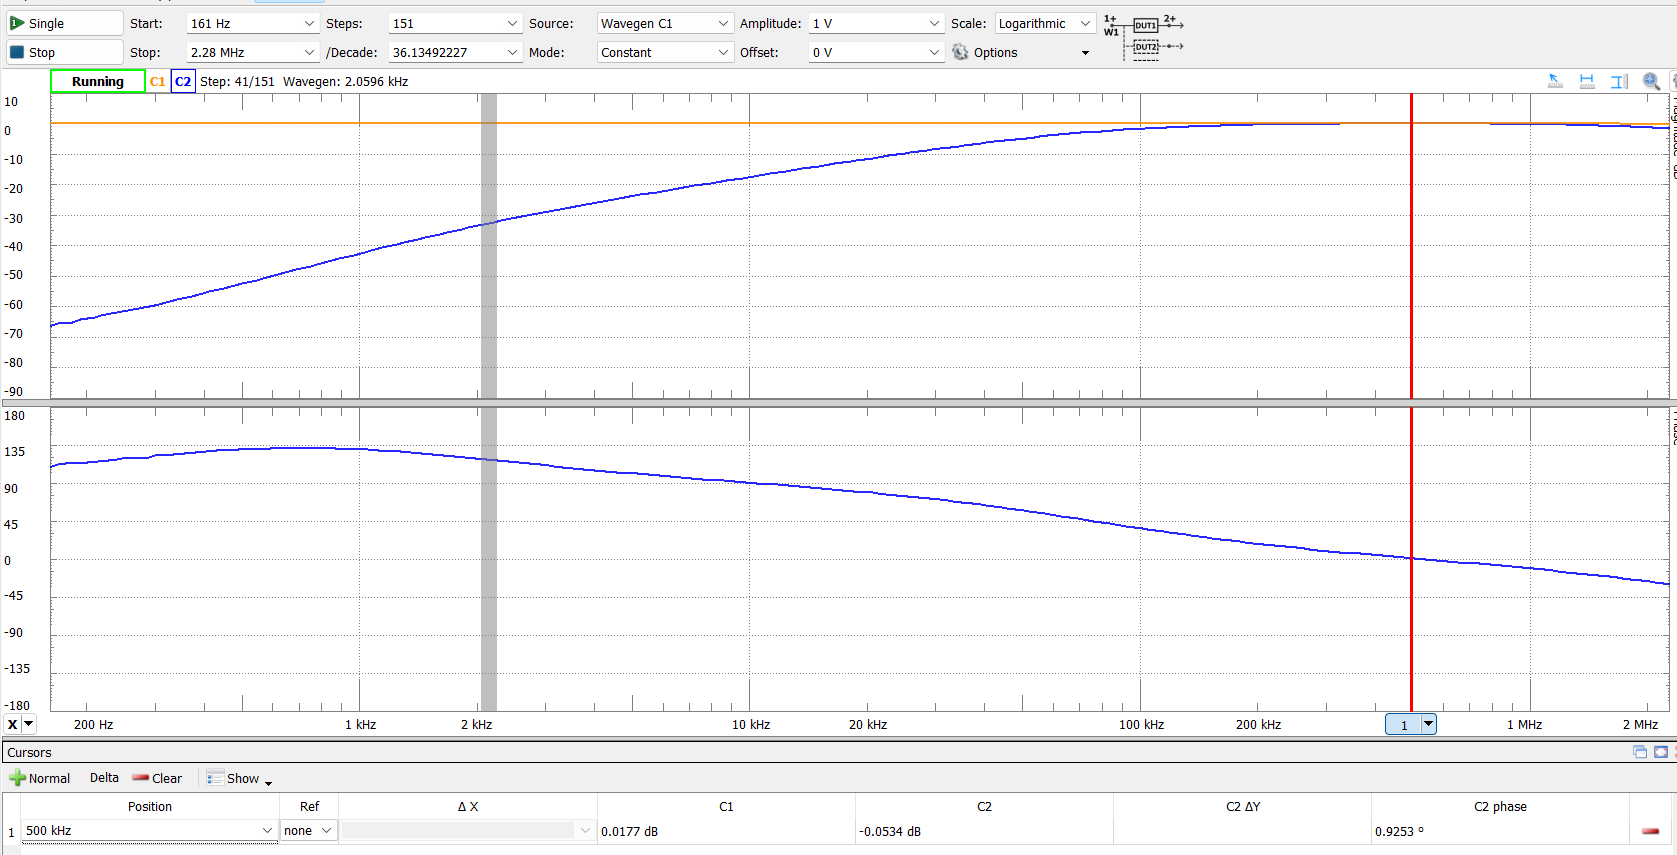 Single Start: 161 Hz Steps: 151 Source: Wavegen C1 Amplitude: 1 V Scale: Logarithmic 1+ W1 DUT1 2+
Stop Stop: 2.28 MHz /Decade: 36.13492227 Mode: Constant Offset: 0 V Options DUT2
Running C1 C2 Step: 41/151 Wavegen: 2.0596 kHz
10
0
-10
-20
-30
-40
-50
-60
-70
-80
-90
180
135
90
45
0
-45
-90
-135
-180
X 200 Hz 1 kHz 2 kHz 10 kHz 20 kHz 100 kHz 200 kHz 1 1 MHz 2 MHz
Cursors
Normal Delta Clear Show
Position Ref Δ X C1 C2 C2 ΔY C2 phase
1 500 kHz none 0.0177 dB -0.0534 dB 0.9253 °